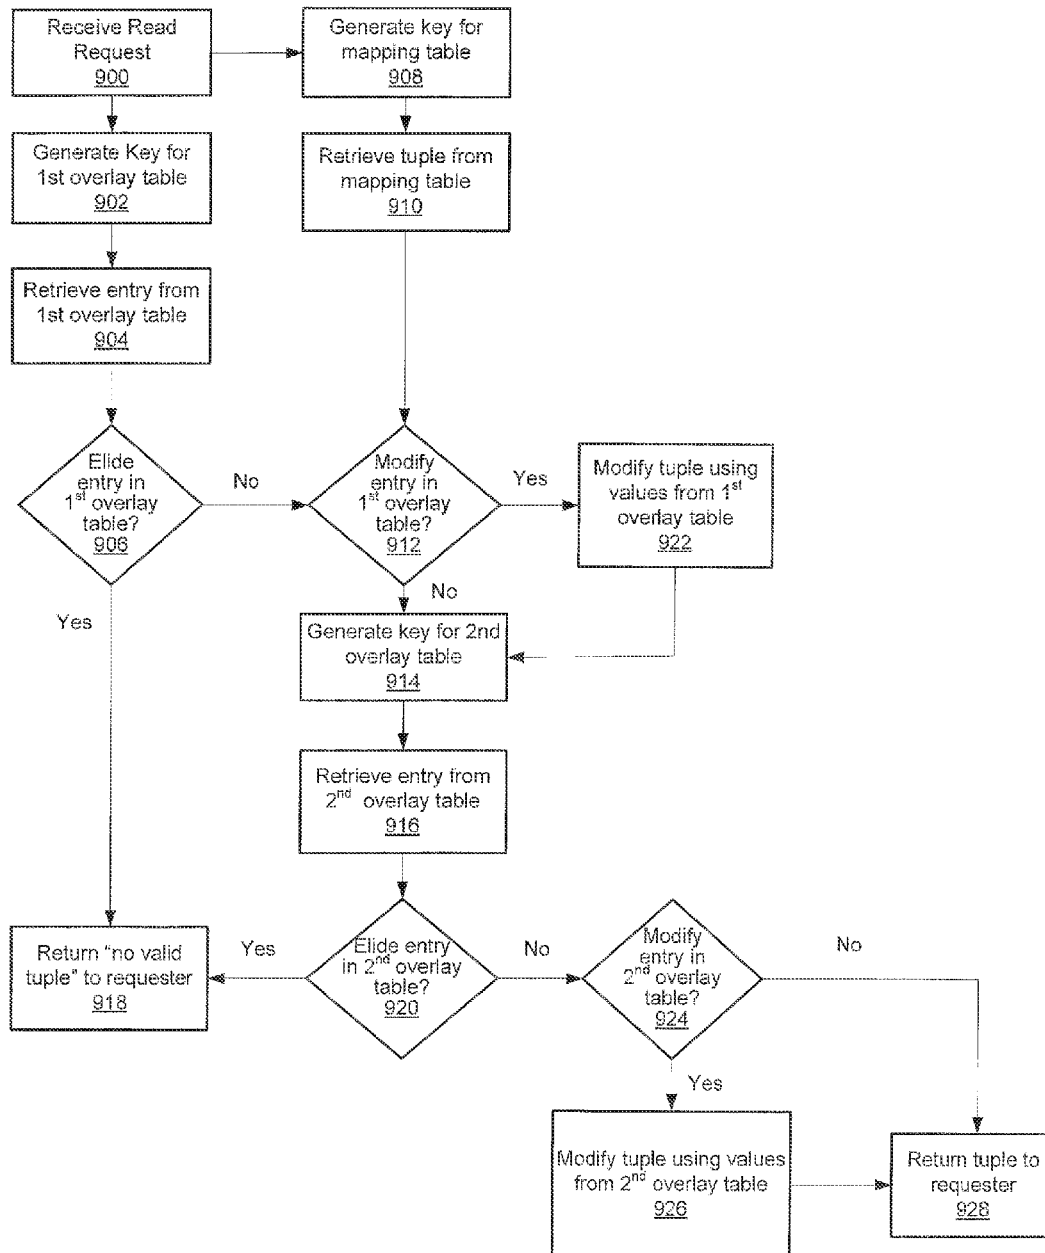 Receive Read
Request
900
Generate key for
mapping table
908
Generate Key for
1st overlay table
902
Retrieve tuple from
mapping table
910
Retrieve entry from
1st overlay table
904
Elide
entry in
1st overlay
table?
906
No
Modify
entry in
1st overlay
table?
912
Yes
Modify tuple using
values from 1st
overlay table
922
Yes
No
Generate key for 2nd
overlay table
914
Retrieve entry from
2nd overlay table
916
Return “no valid
tuple” to requester
918
Yes
Elide entry
in 2nd overlay
table?
920
No
Modify
entry in
2nd overlay
table?
924
No
Yes
Modify tuple using values
from 2nd overlay table
926
Return tuple to
requester
928